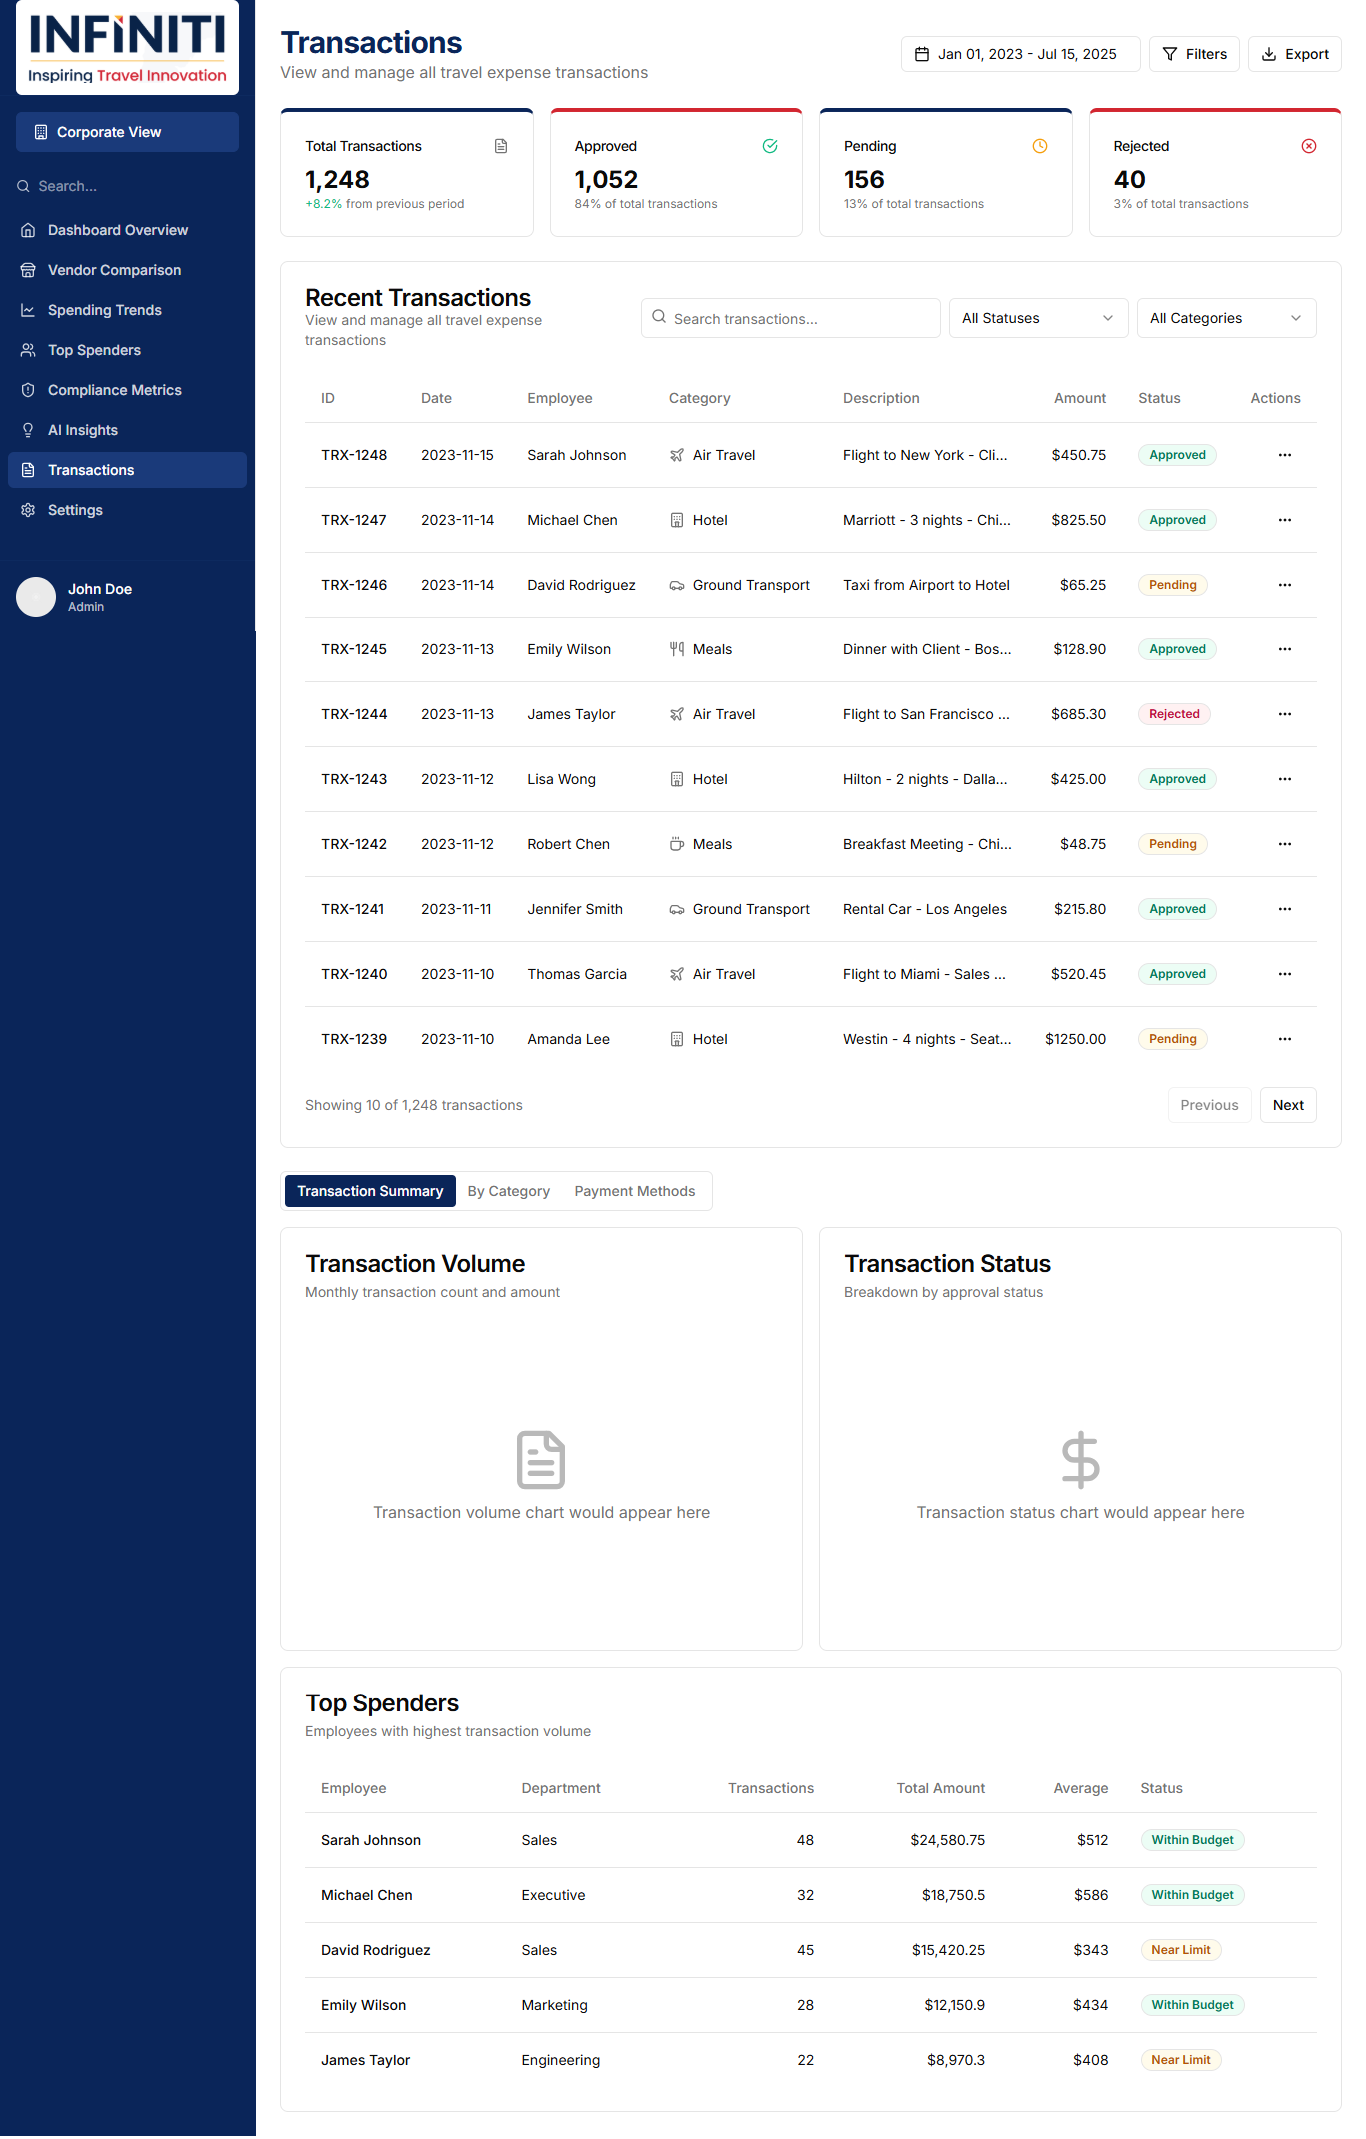 INFINITI
Inspiring Travel Innovation
Corporate View
Search...
Dashboard Overview
Vendor Comparison
Spending Trends
Top Spenders
Compliance Metrics
AI Insights
Transactions
Settings
John Doe
Admin
Transactions
View and manage all travel expense transactions
Jan 01, 2023 - Jul 15, 2025
Filters
Export
Total Transactions
1,248
+8.2% from previous period
Approved
1,052
84% of total transactions
Pending
156
13% of total transactions
Rejected
40
3% of total transactions
Recent Transactions
View and manage all travel expense
transactions
Search transactions...
All Statuses
All Categories
ID Date Employee Category Description Amount Status Actions
TRX-1248 2023-11-15 Sarah Johnson Air Travel Flight to New York - Cli... $450.75 Approved ...
TRX-1247 2023-11-14 Michael Chen Hotel Marriott - 3 nights - Chi... $825.50 Approved ...
TRX-1246 2023-11-14 David Rodriguez Ground Transport Taxi from Airport to Hotel $65.25 Pending ...
TRX-1245 2023-11-13 Emily Wilson Meals Dinner with Client - Bos... $128.90 Approved ...
TRX-1244 2023-11-13 James Taylor Air Travel Flight to San Francisco ... $685.30 Rejected ...
TRX-1243 2023-11-12 Lisa Wong Hotel Hilton - 2 nights - Dalla... $425.00 Approved ...
TRX-1242 2023-11-12 Robert Chen Meals Breakfast Meeting - Chi... $48.75 Pending ...
TRX-1241 2023-11-11 Jennifer Smith Ground Transport Rental Car - Los Angeles $215.80 Approved ...
TRX-1240 2023-11-10 Thomas Garcia Air Travel Flight to Miami - Sales ... $520.45 Approved ...
TRX-1239 2023-11-10 Amanda Lee Hotel Westin - 4 nights - Seat... $1250.00 Pending ...
Showing 10 of 1,248 transactions
Previous
Next
Transaction Summary
By Category
Payment Methods
Transaction Volume
Monthly transaction count and amount
Transaction volume chart would appear here
Transaction Status
Breakdown by approval status
Transaction status chart would appear here
Top Spenders
Employees with highest transaction volume
Employee Department Transactions Total Amount Average Status
Sarah Johnson Sales 48 $24,580.75 $512 Within Budget
Michael Chen Executive 32 $18,750.5 $586 Within Budget
David Rodriguez Sales 45 $15,420.25 $343 Near Limit
Emily Wilson Marketing 28 $12,150.9 $434 Within Budget
James Taylor Engineering 22 $8,970.3 $408 Near Limit